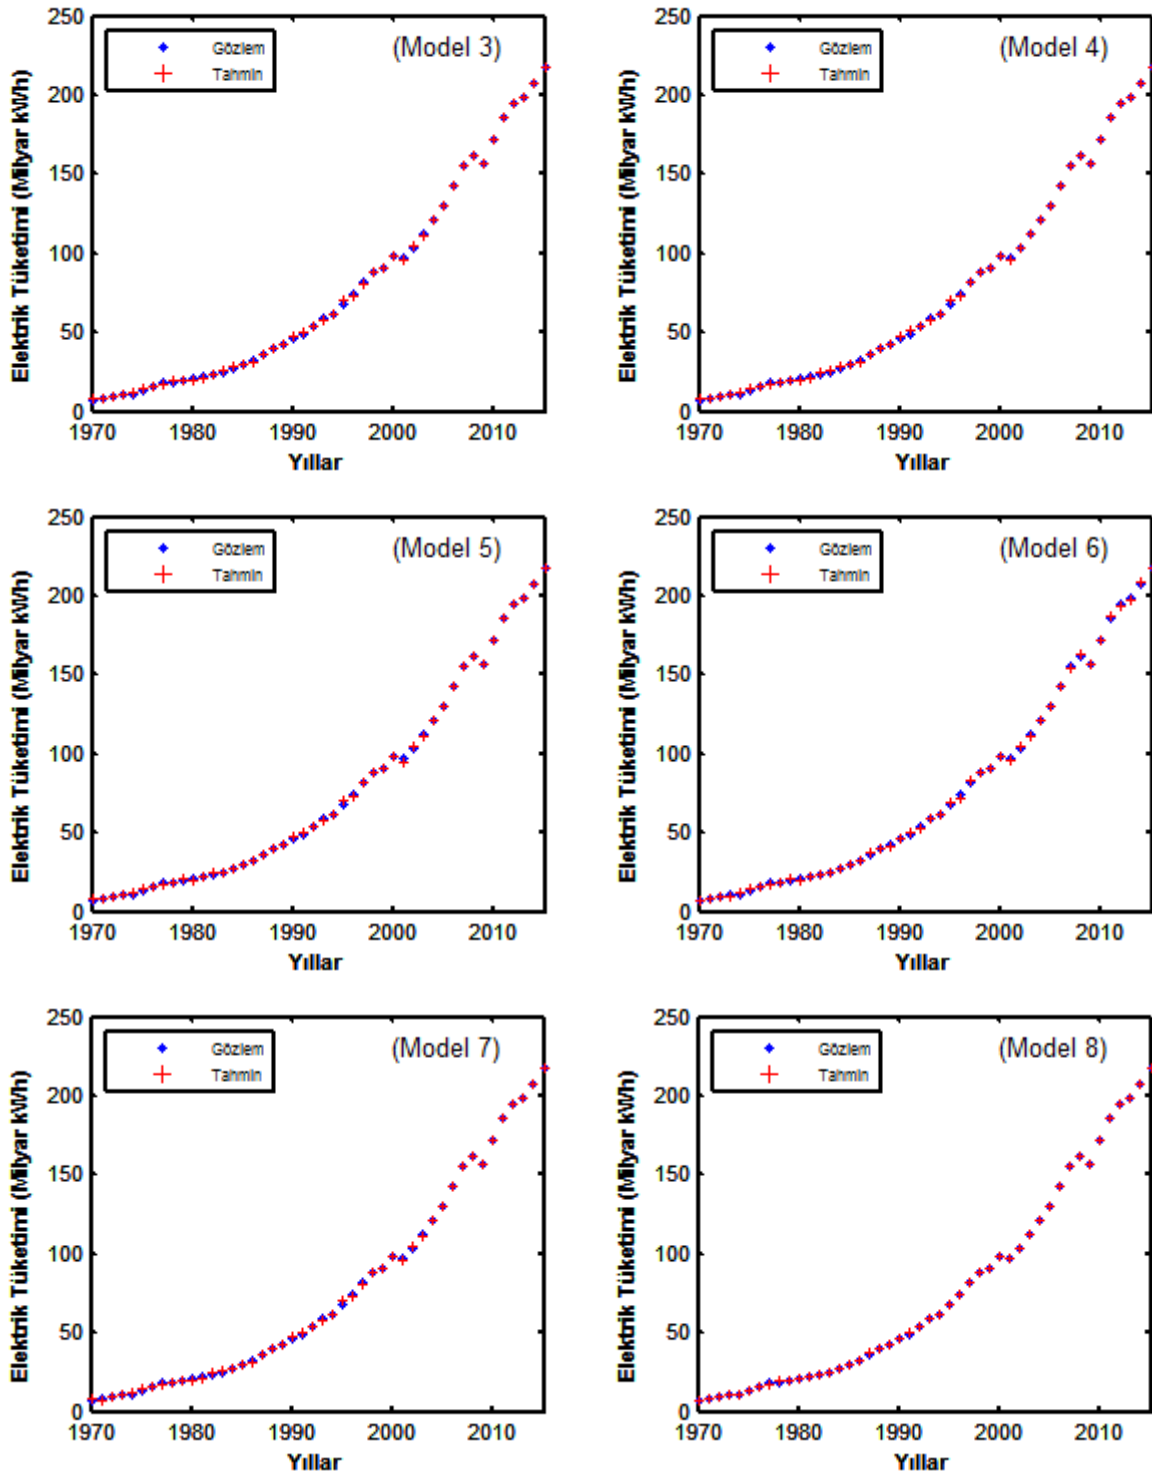 250
200
150
100
50
0
Elektrik Tüketimi (Milyar kWh)
Gözlem
Tahmin
(Model 3)
1970 1980 1990 2000 2010
Yıllar
250
200
150
100
50
0
Elektrik Tüketimi (Milyar kWh)
Gözlem
Tahmin
(Model 4)
1970 1980 1990 2000 2010
Yıllar
250
200
150
100
50
0
Elektrik Tüketimi (Milyar kWh)
Gözlem
Tahmin
(Model 5)
1970 1980 1990 2000 2010
Yıllar
250
200
150
100
50
0
Elektrik Tüketimi (Milyar kWh)
Gözlem
Tahmin
(Model 6)
1970 1980 1990 2000 2010
Yıllar
250
200
150
100
50
0
Elektrik Tüketimi (Milyar kWh)
Gözlem
Tahmin
(Model 7)
1970 1980 1990 2000 2010
Yıllar
250
200
150
100
50
0
Elektrik Tüketimi (Milyar kWh)
Gözlem
Tahmin
(Model 8)
1970 1980 1990 2000 2010
Yıllar